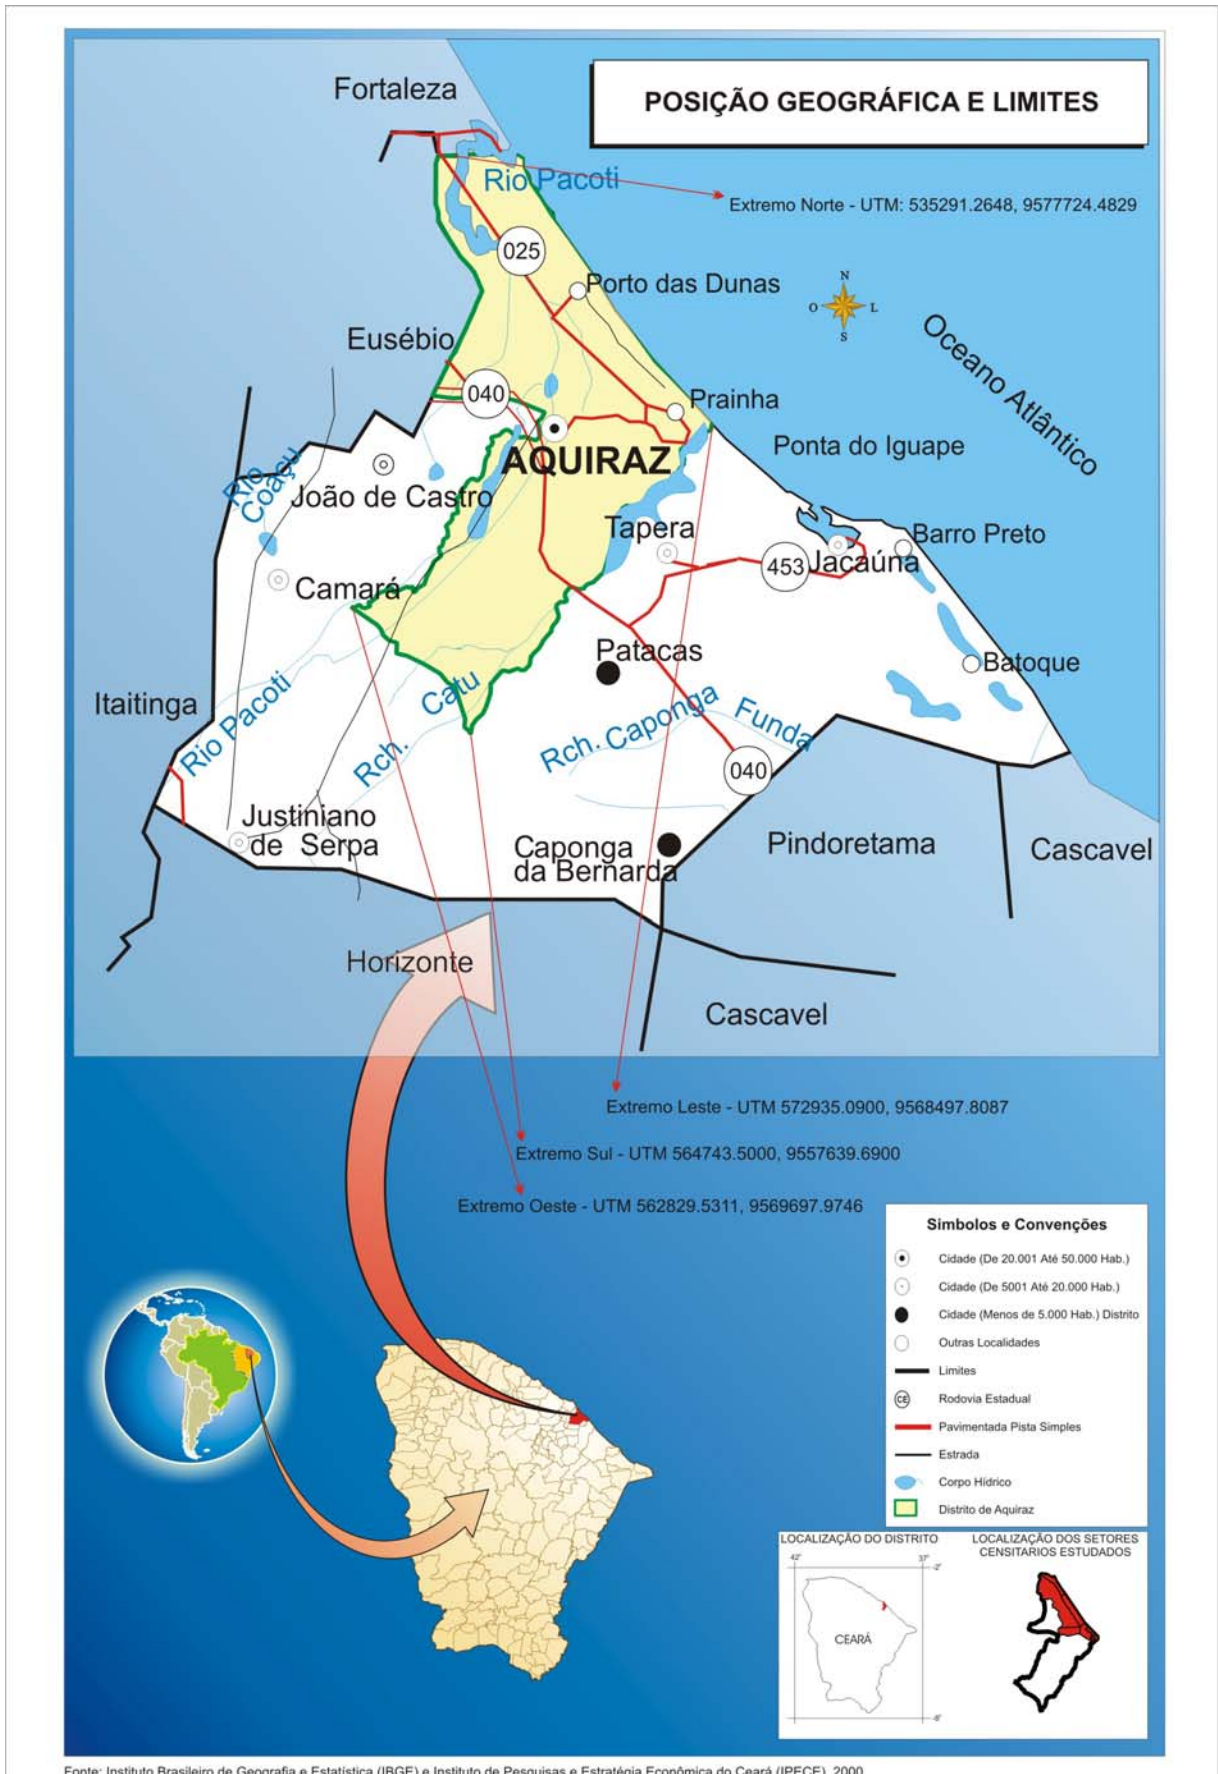 POSIÇÃO GEOGRÁFICA E LIMITES
Fortaleza
Rio Pacoti
Extremo Norte - UTM: 535291.2648, 9577724.4829
025
Porto das Dunas
N
O
L
S
Oceano Atlântico
Eusébio
040
Prainha
Ponta do Iguape
AQUIRAZ
Rio
Coaçu
João de Castro
Tapera
Barro Preto
453
Jacaúna
Camará
Patacas
Batoque
Itaitinga
Rio Pacoti
Rch. Catu
Rch. Caponga Funda
040
Justiniano
de Serpa
Caponga
da Bernarda
Pindoretama
Cascavel
Horizonte
Cascavel
Extremo Leste - UTM 572935.0900, 9568497.8087
Extremo Sul - UTM 564743.5000, 9557639.6900
Extremo Oeste - UTM 562829.5311, 9569697.9746
Simbolos e Convenções
Cidade (De 20.001 Até 50.000 Hab.)
Cidade (De 5001 Até 20.000 Hab.)
Cidade (Menos de 5.000 Hab.) Distrito
Outras Localidades
Limites
CE
Rodovia Estadual
Pavimentada Pista Simples
Estrada
Corpo Hídrico
Distrito de Aquiraz
LOCALIZAÇÃO DO DISTRITO
42°
37°
-2°
CEARÁ
-8°
LOCALIZAÇÃO DOS SETORES
CENSITARIOS ESTUDADOS
Fonte: Instituto Brasileiro de Geografia e Estatística (IBGE) e Instituto de Pesquisas e Estratégia Econômica do Ceará (IPECE), 2000